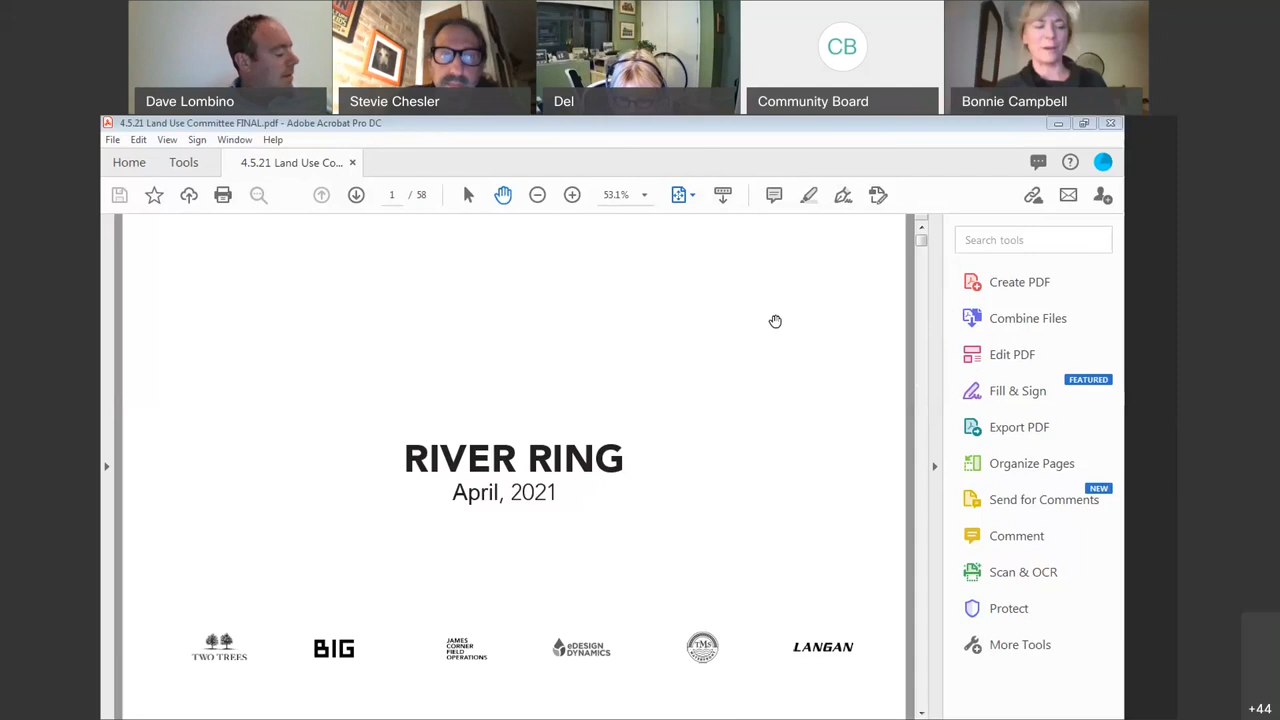 CB
Dave Lombino
Stevie Chesler
Del
Community Board
Bonnie Campbell
4.5.21 Land Use Committee FINAL.pdf - Adobe Acrobat Pro DC
File Edit View Sign Window Help
Home Tools 4.5.21 Land Use Co... ×
1 / 58 53.1%
Search tools
Create PDF
Combine Files
Edit PDF
FEATURED
Fill & Sign
Export PDF
Organize Pages
NEW
Send for Comments
Comment
Scan & OCR
Protect
More Tools
RIVER RING
April, 2021
TWO TREES
BIG
JAMES
CORNER
FIELD
OPERATIONS
eDESIGN
DYNAMICS
TMS
LANGAN
+44